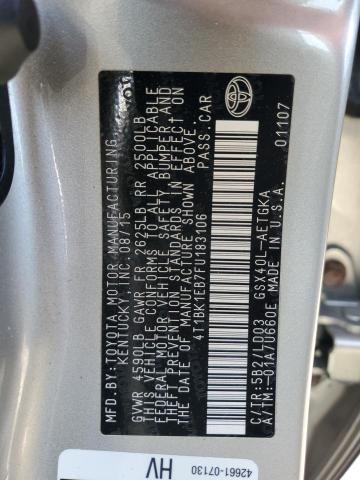 MFD.BY:TOYOTA MOTOR MANUFACTURING,
KENTUCKY, INC. 08/15
GVWR 4590LB GAWR FR 2625LB RR 2500LB
THIS VEHICLE CONFORMS TO ALL APPLICABLE
FEDERAL MOTOR VEHICLE SAFETY, BUMPER, AND
THEFT PREVENTION STANDARDS IN EFFECT ON
THE DATE OF MANUFACTURE SHOWN ABOVE.
4T1BK1EB7FU183106 PASS.CAR
C/TR:5B2/LD03 GSX40L-AETGKA
A/TM:-01A/U660E MADE IN U.S.A.
01107
TOYOTA
42661-07130
HV